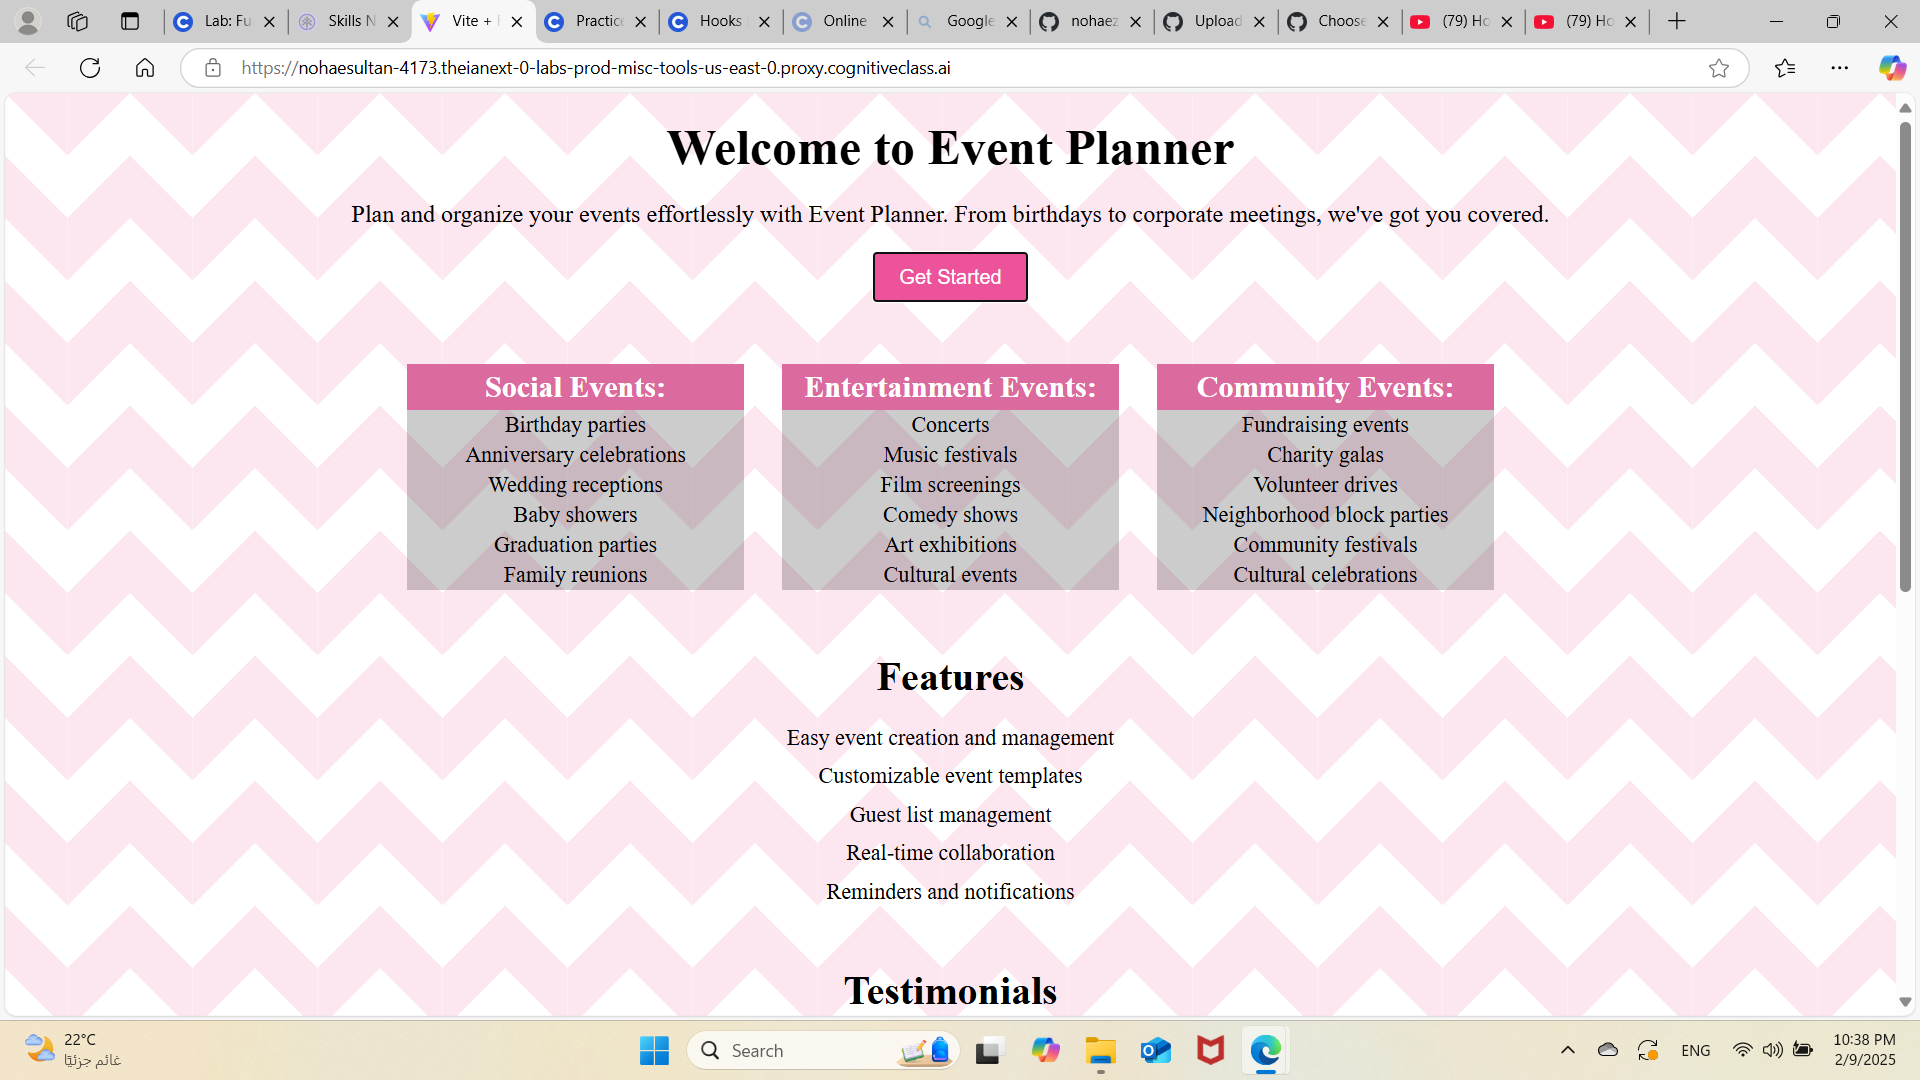 Lab: Fu
Skills N
Vite +
Practice
Hooks
Online
Google
nohaez
Upload
Choose
(79) Ho
(79) Ho
https://nohaesultan-4173.theianext-0-labs-prod-misc-tools-us-east-0.proxy.cognitiveclass.ai
Welcome to Event Planner
Plan and organize your events effortlessly with Event Planner. From birthdays to corporate meetings, we've got you covered.
Get Started
Social Events:
Birthday parties
Anniversary celebrations
Wedding receptions
Baby showers
Graduation parties
Family reunions
Entertainment Events:
Concerts
Music festivals
Film screenings
Comedy shows
Art exhibitions
Cultural events
Community Events:
Fundraising events
Charity galas
Volunteer drives
Neighborhood block parties
Community festivals
Cultural celebrations
Features
Easy event creation and management
Customizable event templates
Guest list management
Real-time collaboration
Reminders and notifications
Testimonials
22°C
غائم جزئيًا
Search
ENG
10:38 PM
2/9/2025